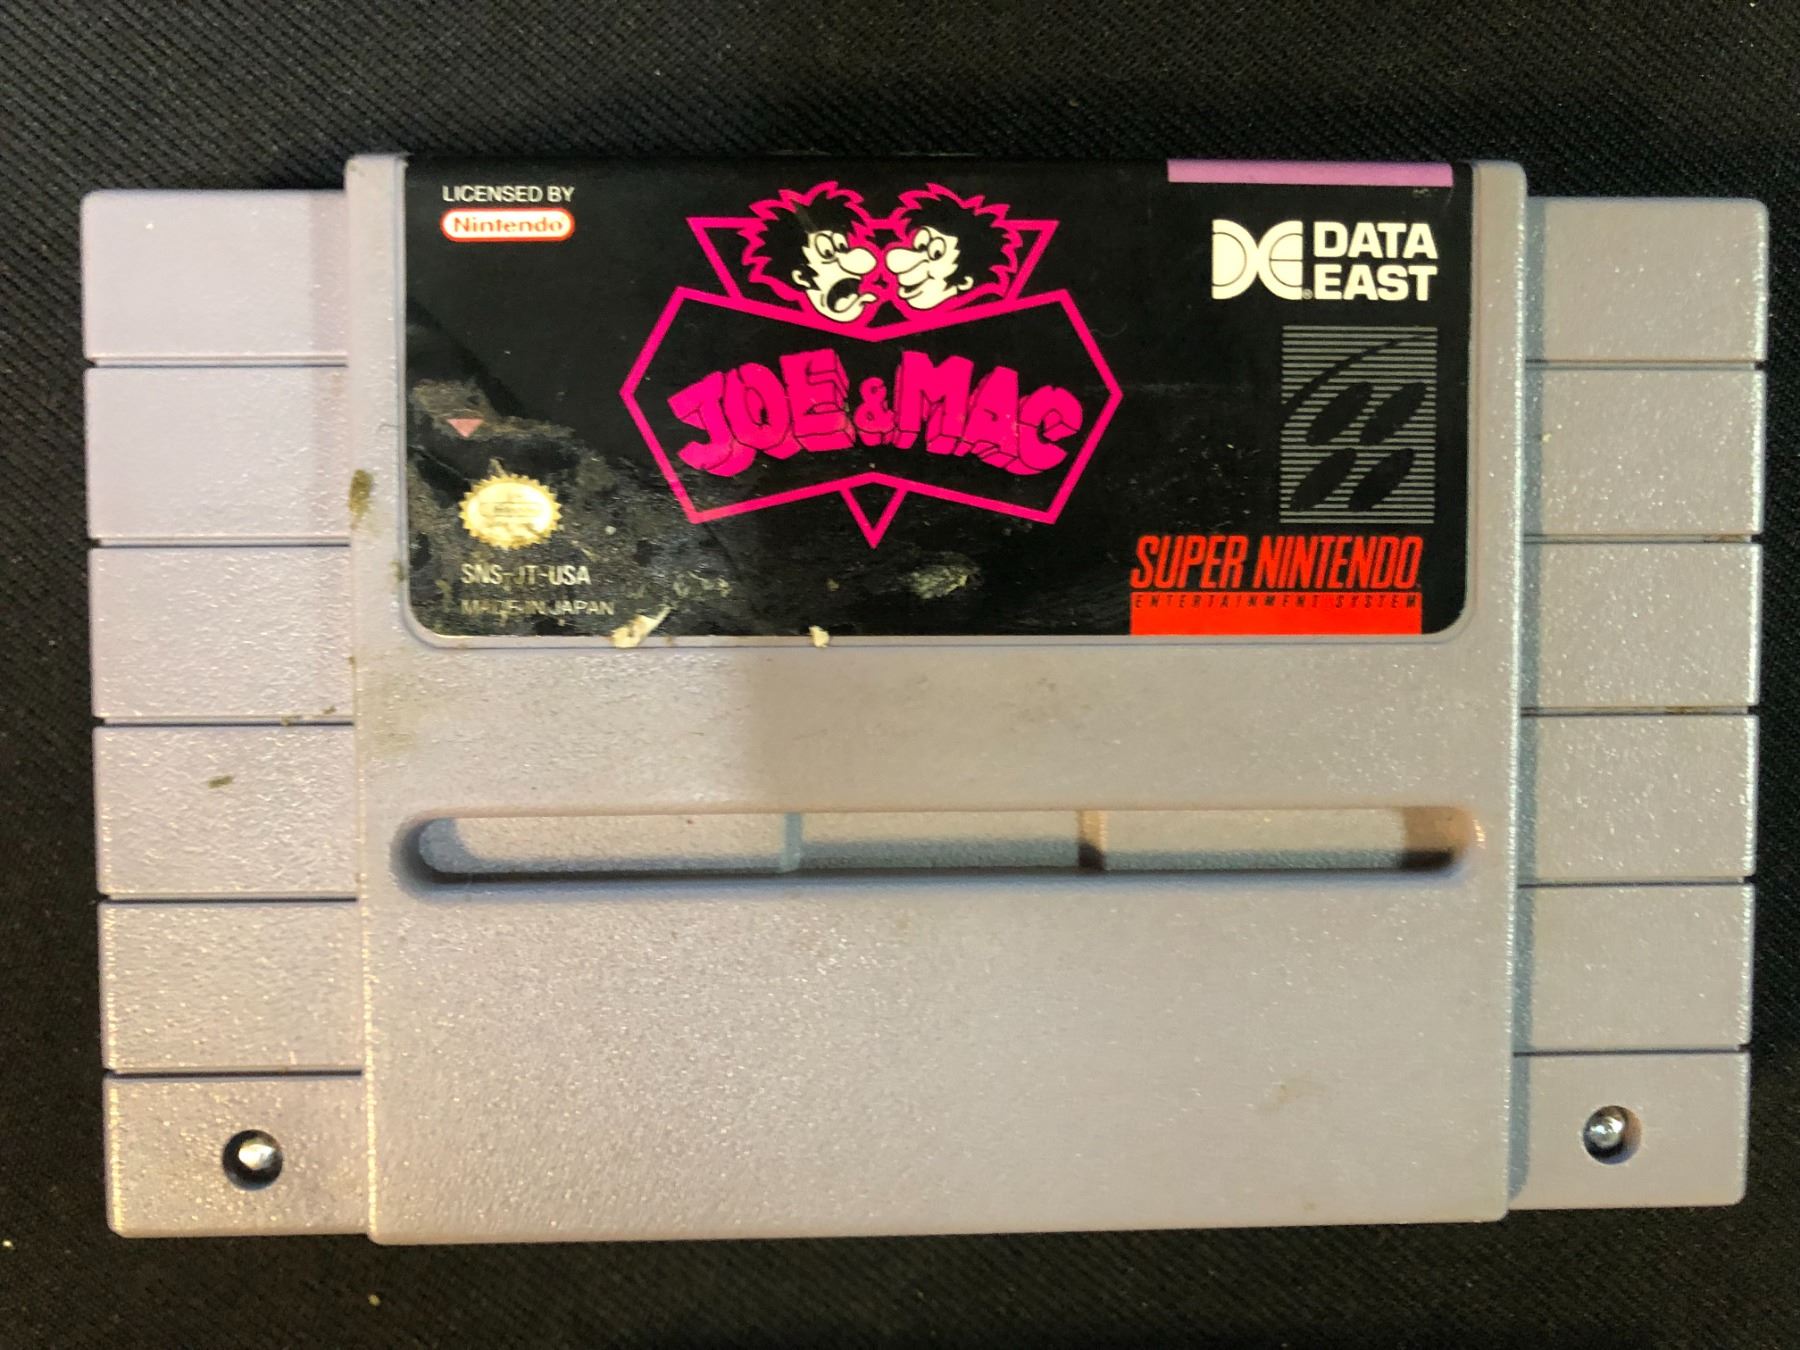 LICENSED BY
Nintendo
JOE & MAC
DATA
EAST
SNS-JT-USA
MADE IN JAPAN
SUPER NINTENDO
ENTERTAINMENT SYSTEM